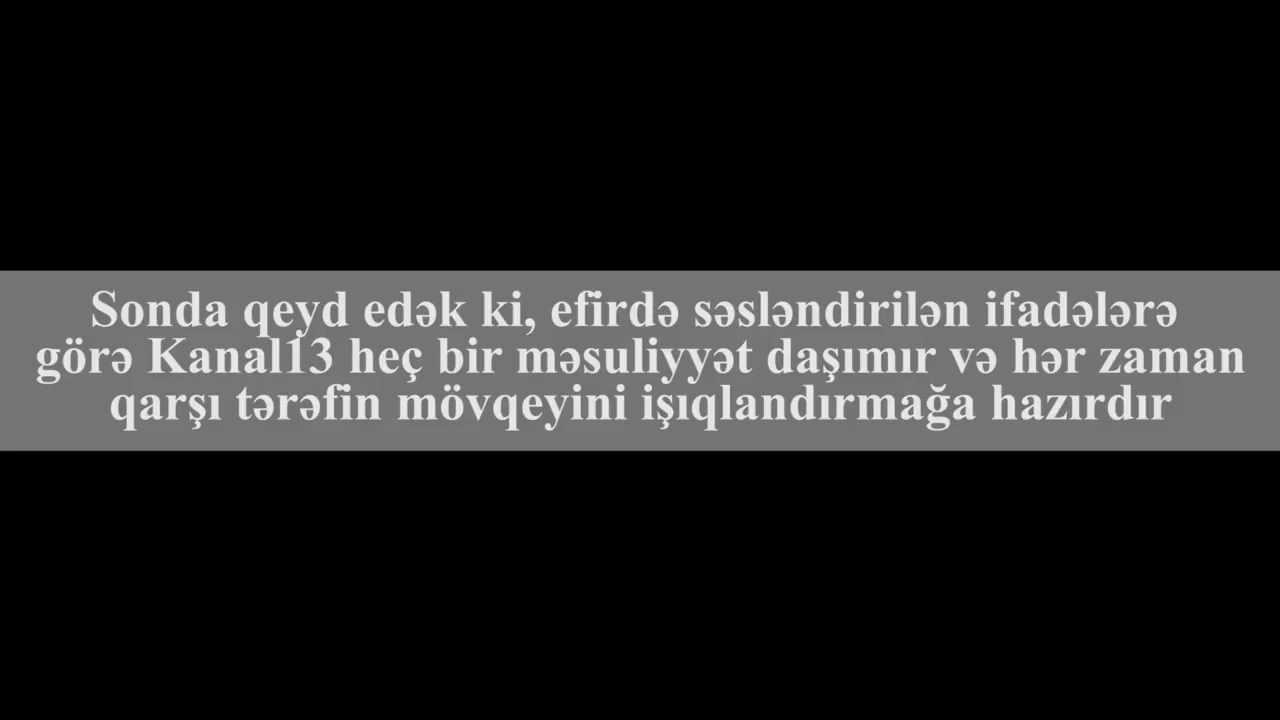 Sonda qeyd edək ki, efirdə səsləndirilən ifadələrə
görə Kanal13 heç bir məsuliyyət daşımır və hər zaman
qarşı tərəfin mövqeyini işıqlandırmağa hazırdır